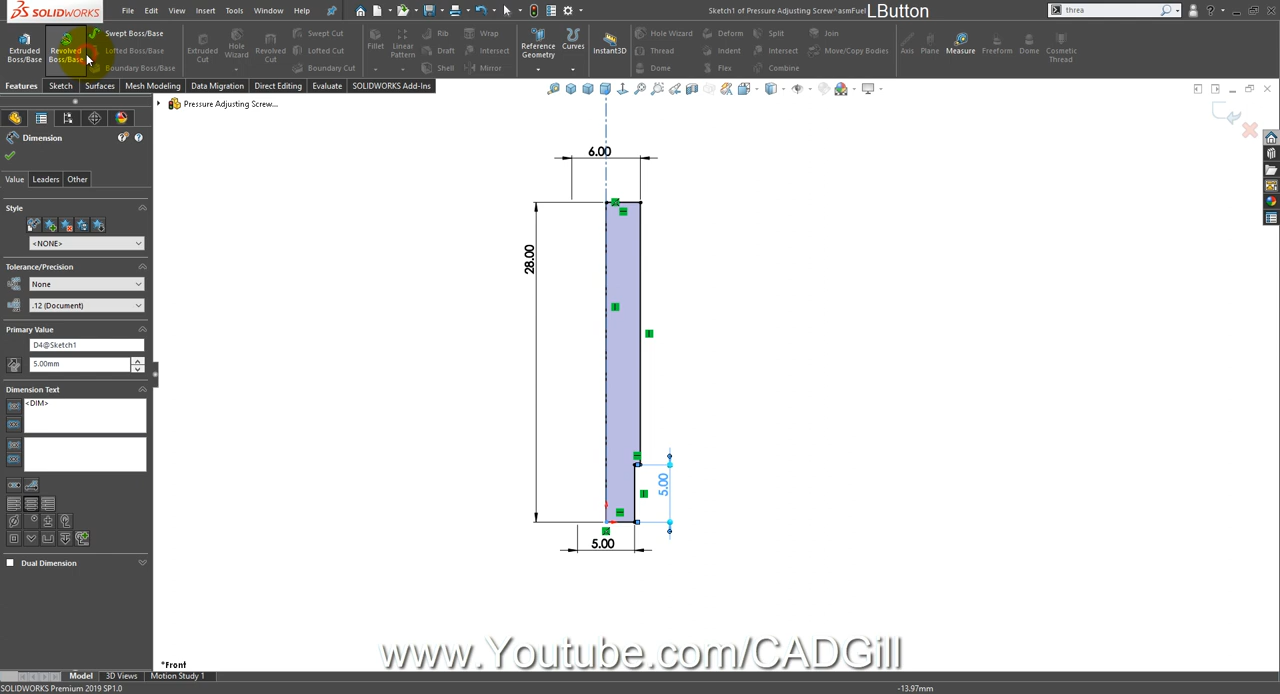 SOLIDWORKS
File Edit View Insert Tools Window Help
Sketch1 of Pressure Adjusting Screw^asmFuel
LButton
threa
Extruded Boss/Base
Revolved Boss/Base
Swept Boss/Base
Lofted Boss/Base
Boundary Boss/Base
Extruded Cut
Hole Wizard
Revolved Cut
Swept Cut
Lofted Cut
Boundary Cut
Fillet
Linear Pattern
Rib
Draft
Shell
Wrap
Intersect
Mirror
Reference Geometry
Curves
Instant3D
Hole Wizard
Thread
Dome
Deform
Indent
Flex
Split
Intersect
Combine
Join
Move/Copy Bodies
Axis
Plane
Measure
Freeform
Dome
Cosmetic Thread
Features Sketch Surfaces Mesh Modeling Data Migration Direct Editing Evaluate SOLIDWORKS Add-Ins
Pressure Adjusting Screw...
Dimension
Value Leaders Other
Style
<NONE>
Tolerance/Precision
None
.12 (Document)
Primary Value
D4@Sketch1
5.00mm
Dimension Text
<DIM>
Dual Dimension
6.00
28.00
5.00
5.00
www.Youtube.com/CADGill
*Front
Model 3D Views Motion Study 1
SOLIDWORKS Premium 2019 SP1.0
-13.97mm